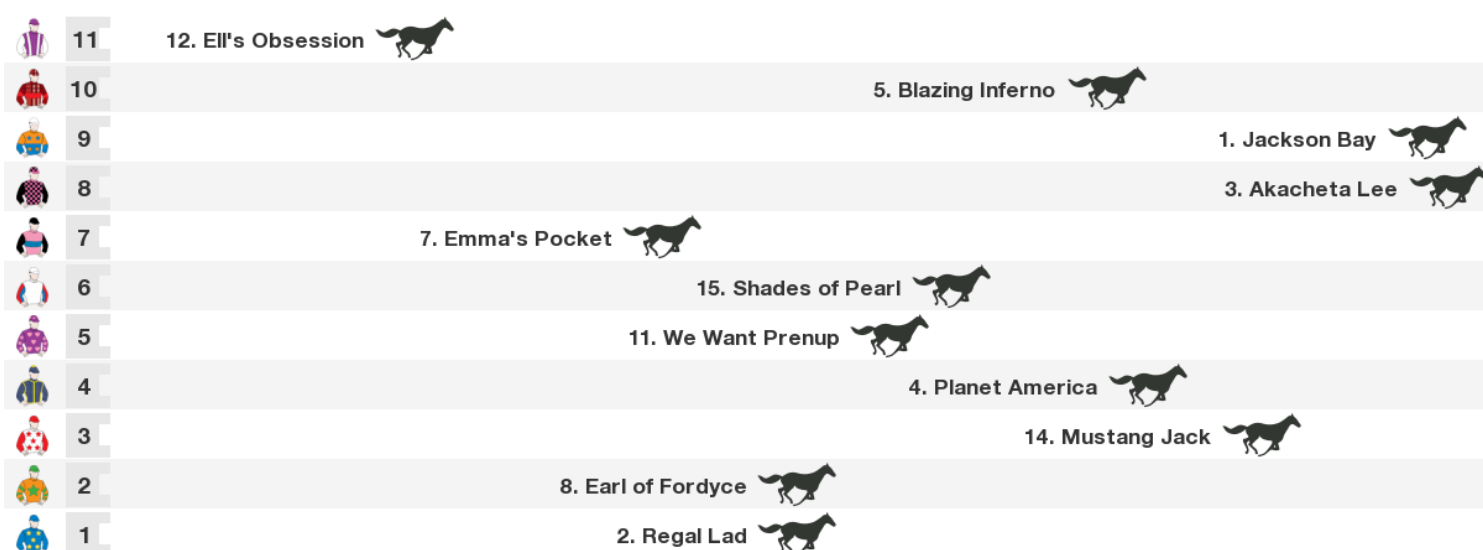 11 12. Ell's Obsession
10 5. Blazing Inferno
9 1. Jackson Bay
8 3. Akacheta Lee
7 7. Emma's Pocket
6 15. Shades of Pearl
5 11. We Want Prenup
4 4. Planet America
3 14. Mustang Jack
2 8. Earl of Fordyce
1 2. Regal Lad